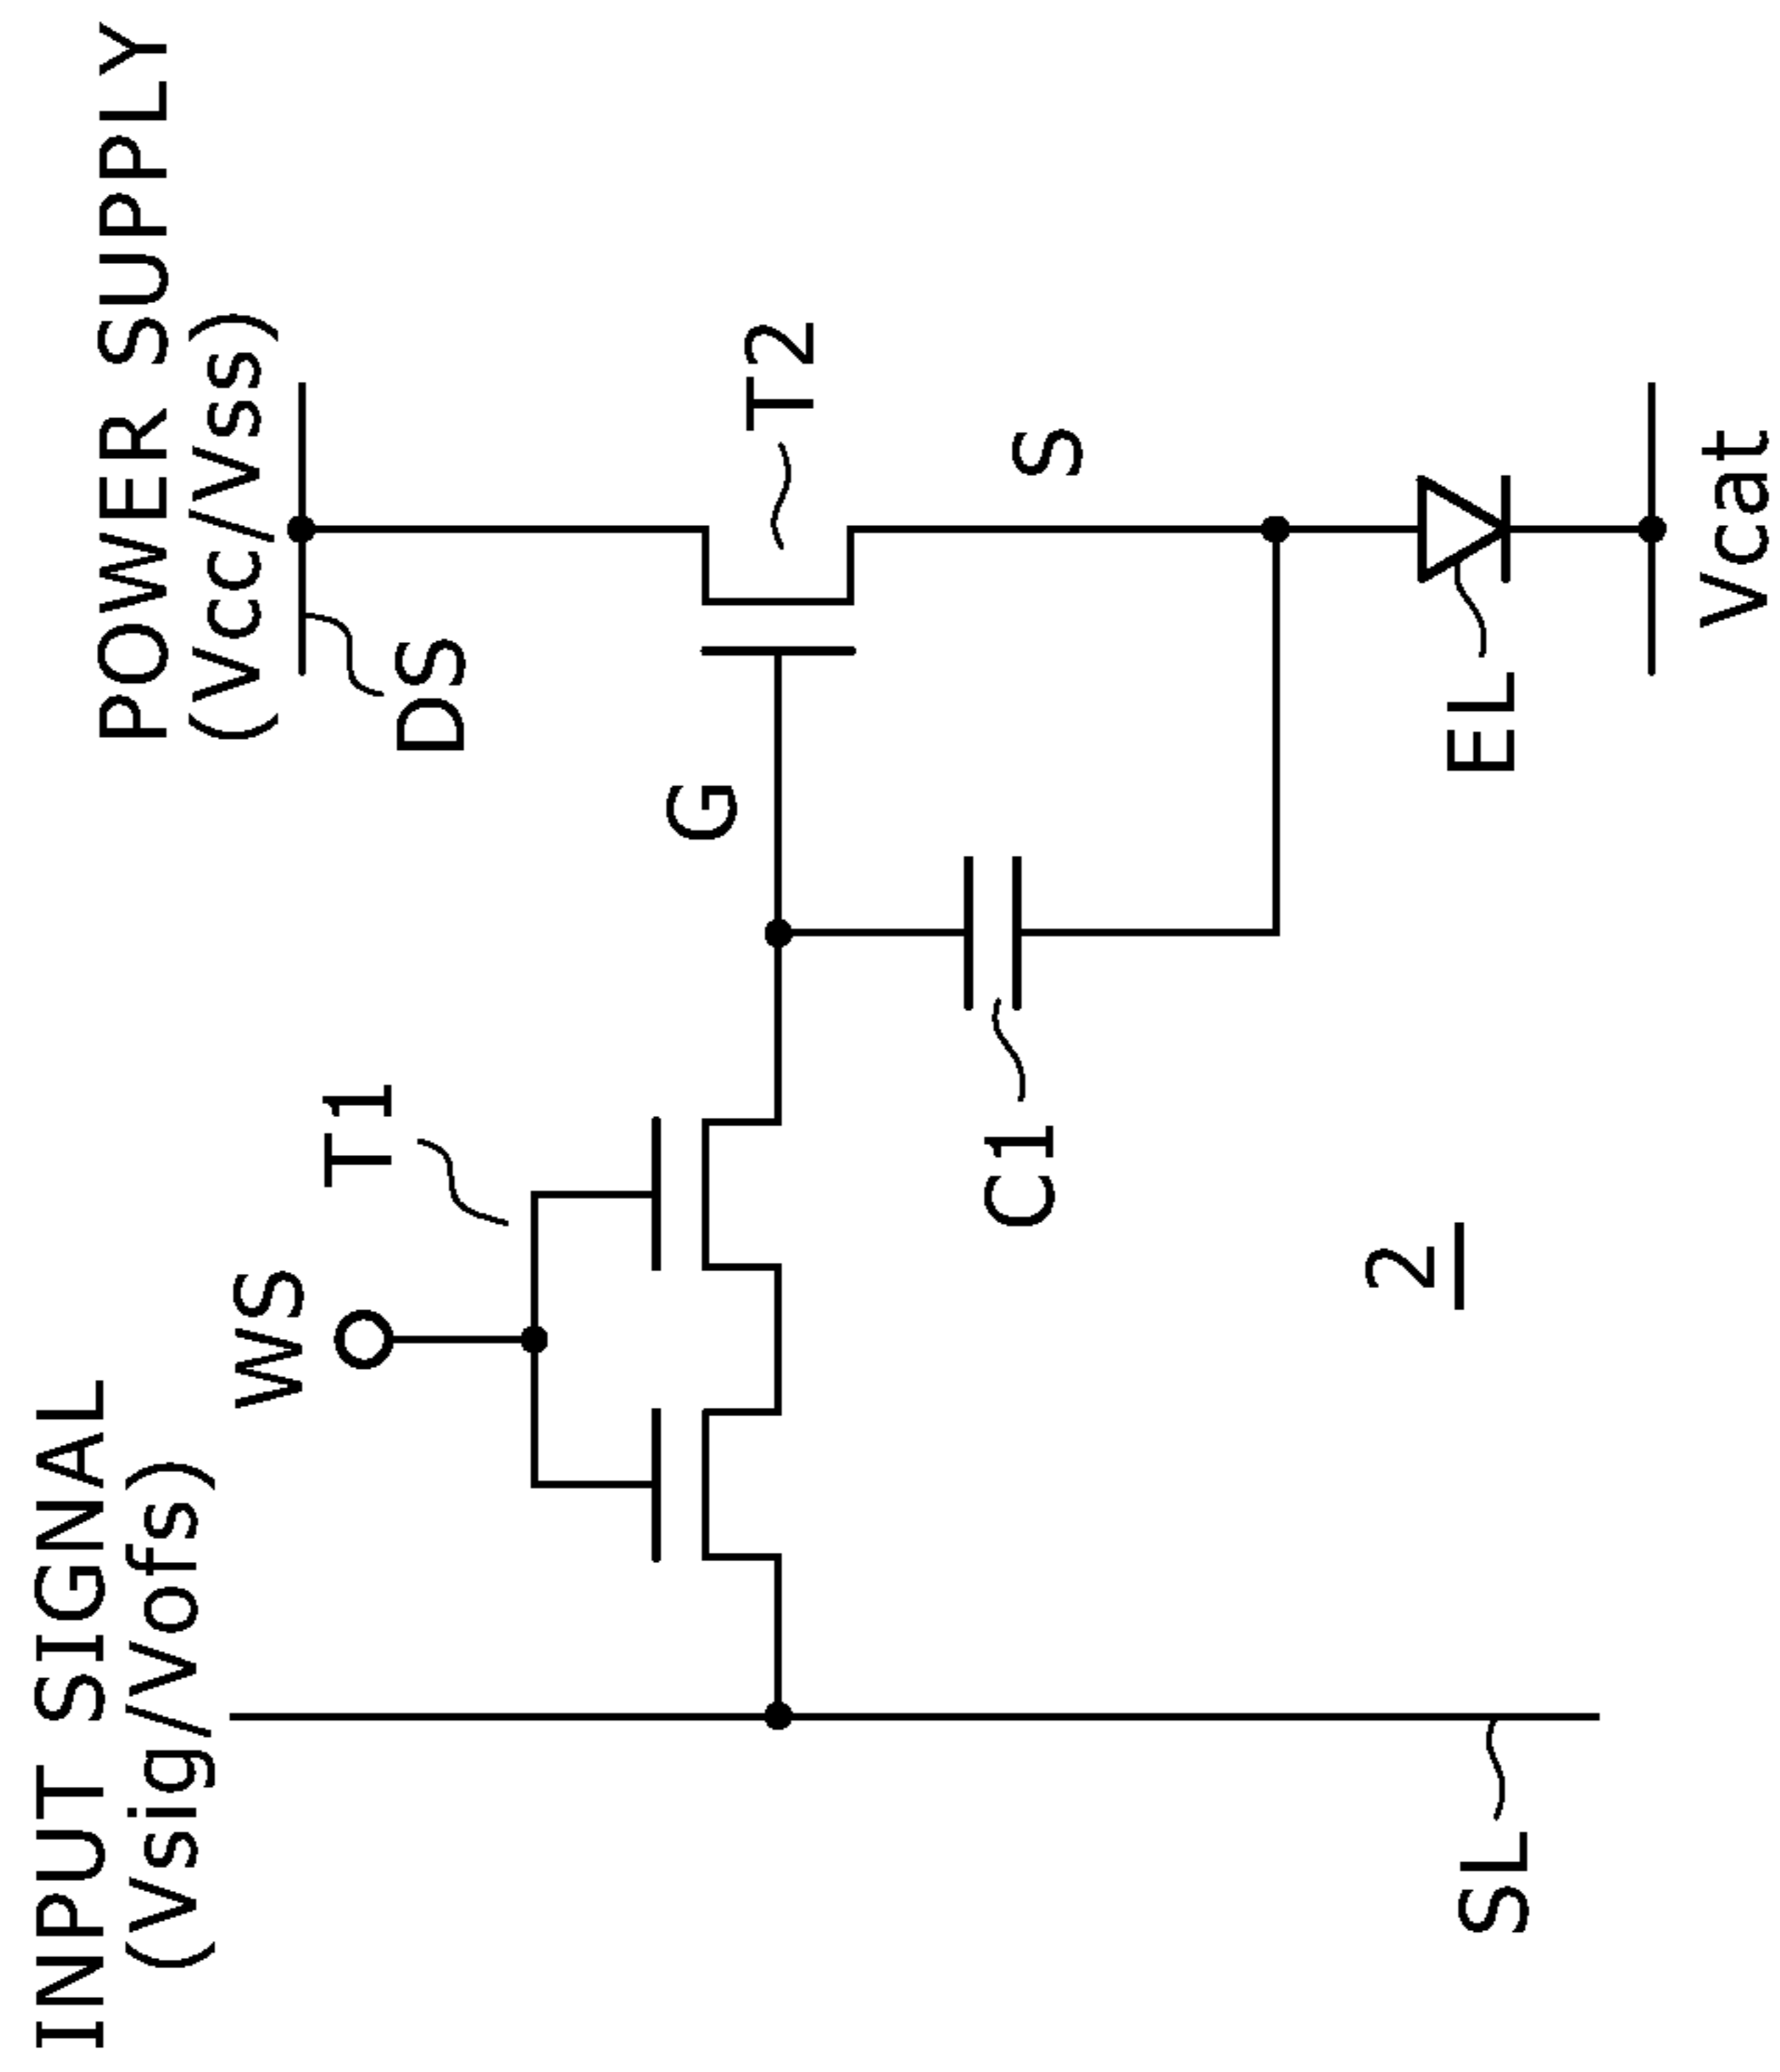 INPUT SIGNAL
(Vsig/Vofs)
POWER SUPPLY
(Vcc/Vss)
WS
T1
DS
G
T2
C1
S
2
SL
EL
Vcat